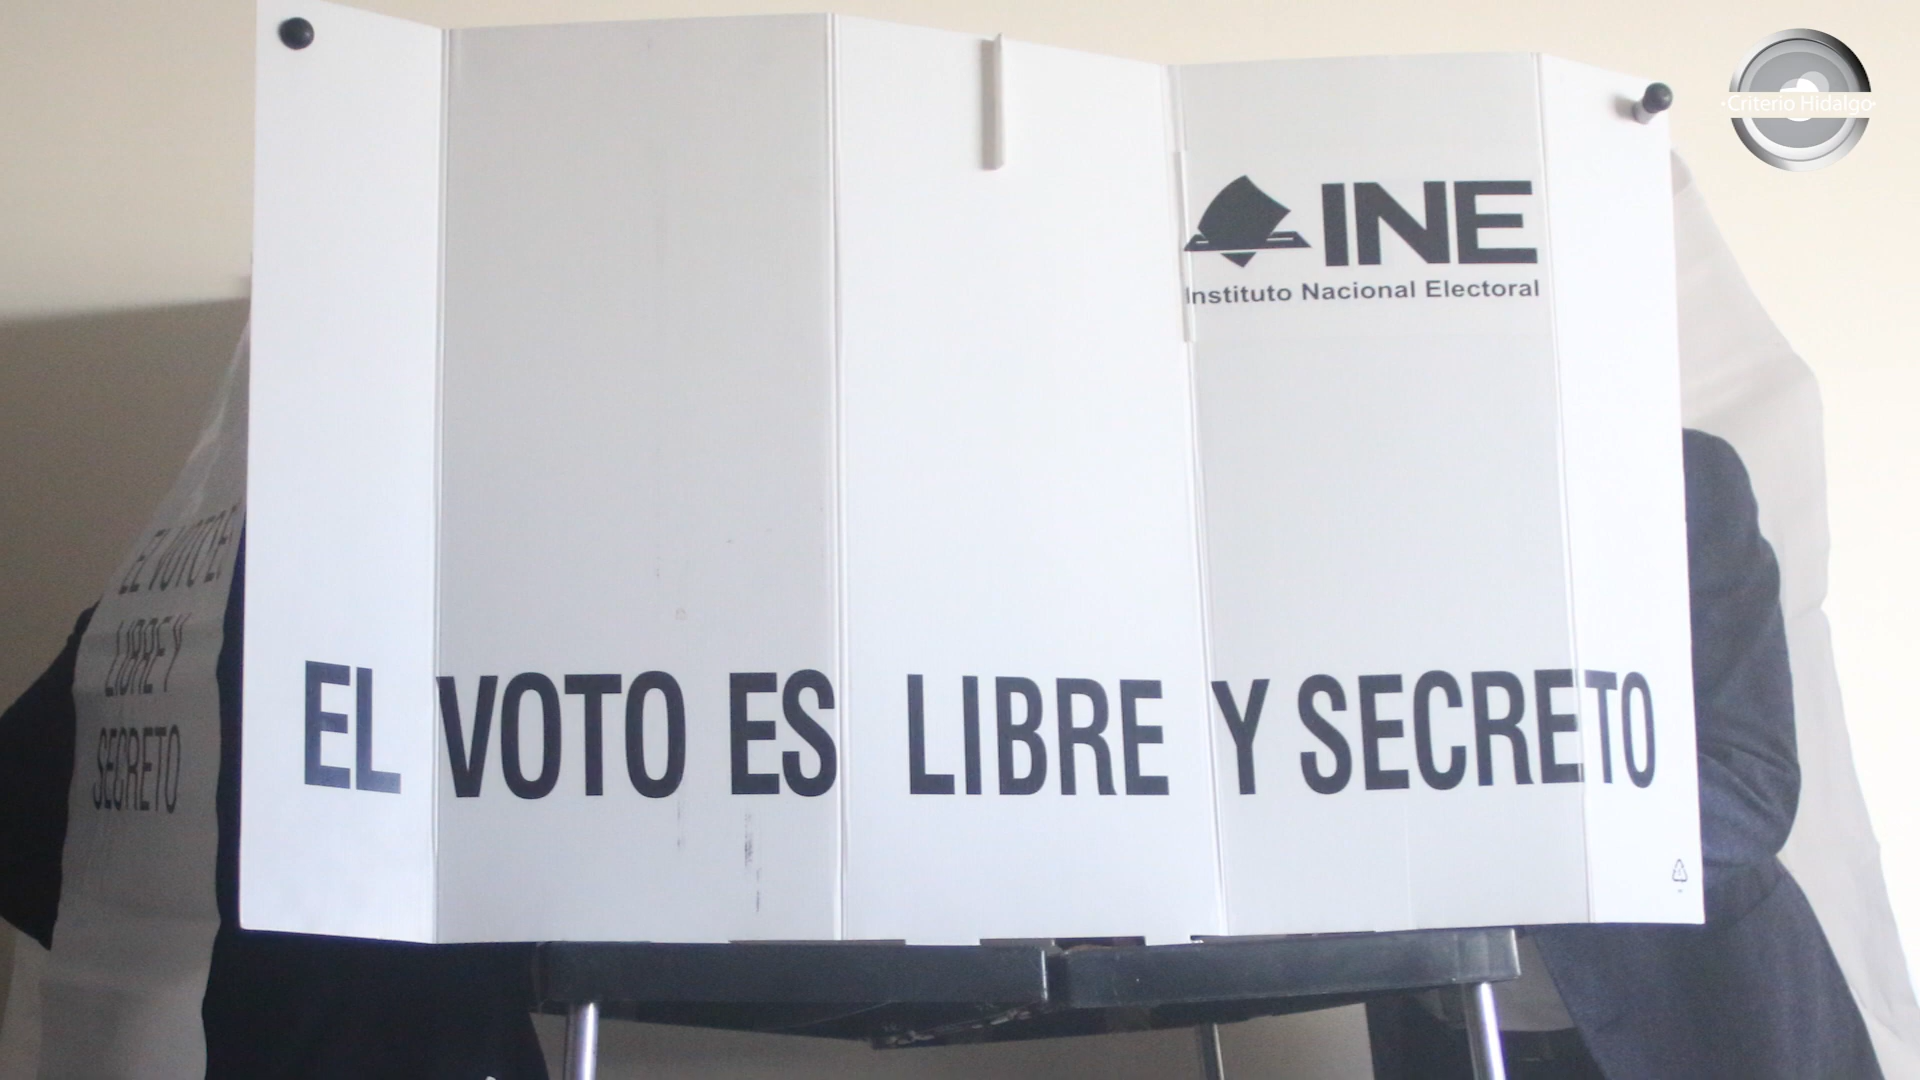 ·Criterio Hidalgo·
INE
Instituto Nacional Electoral
EL VOTO ES LIBRE Y SECRETO
EL VOTO ES
LIBRE Y
SECRETO